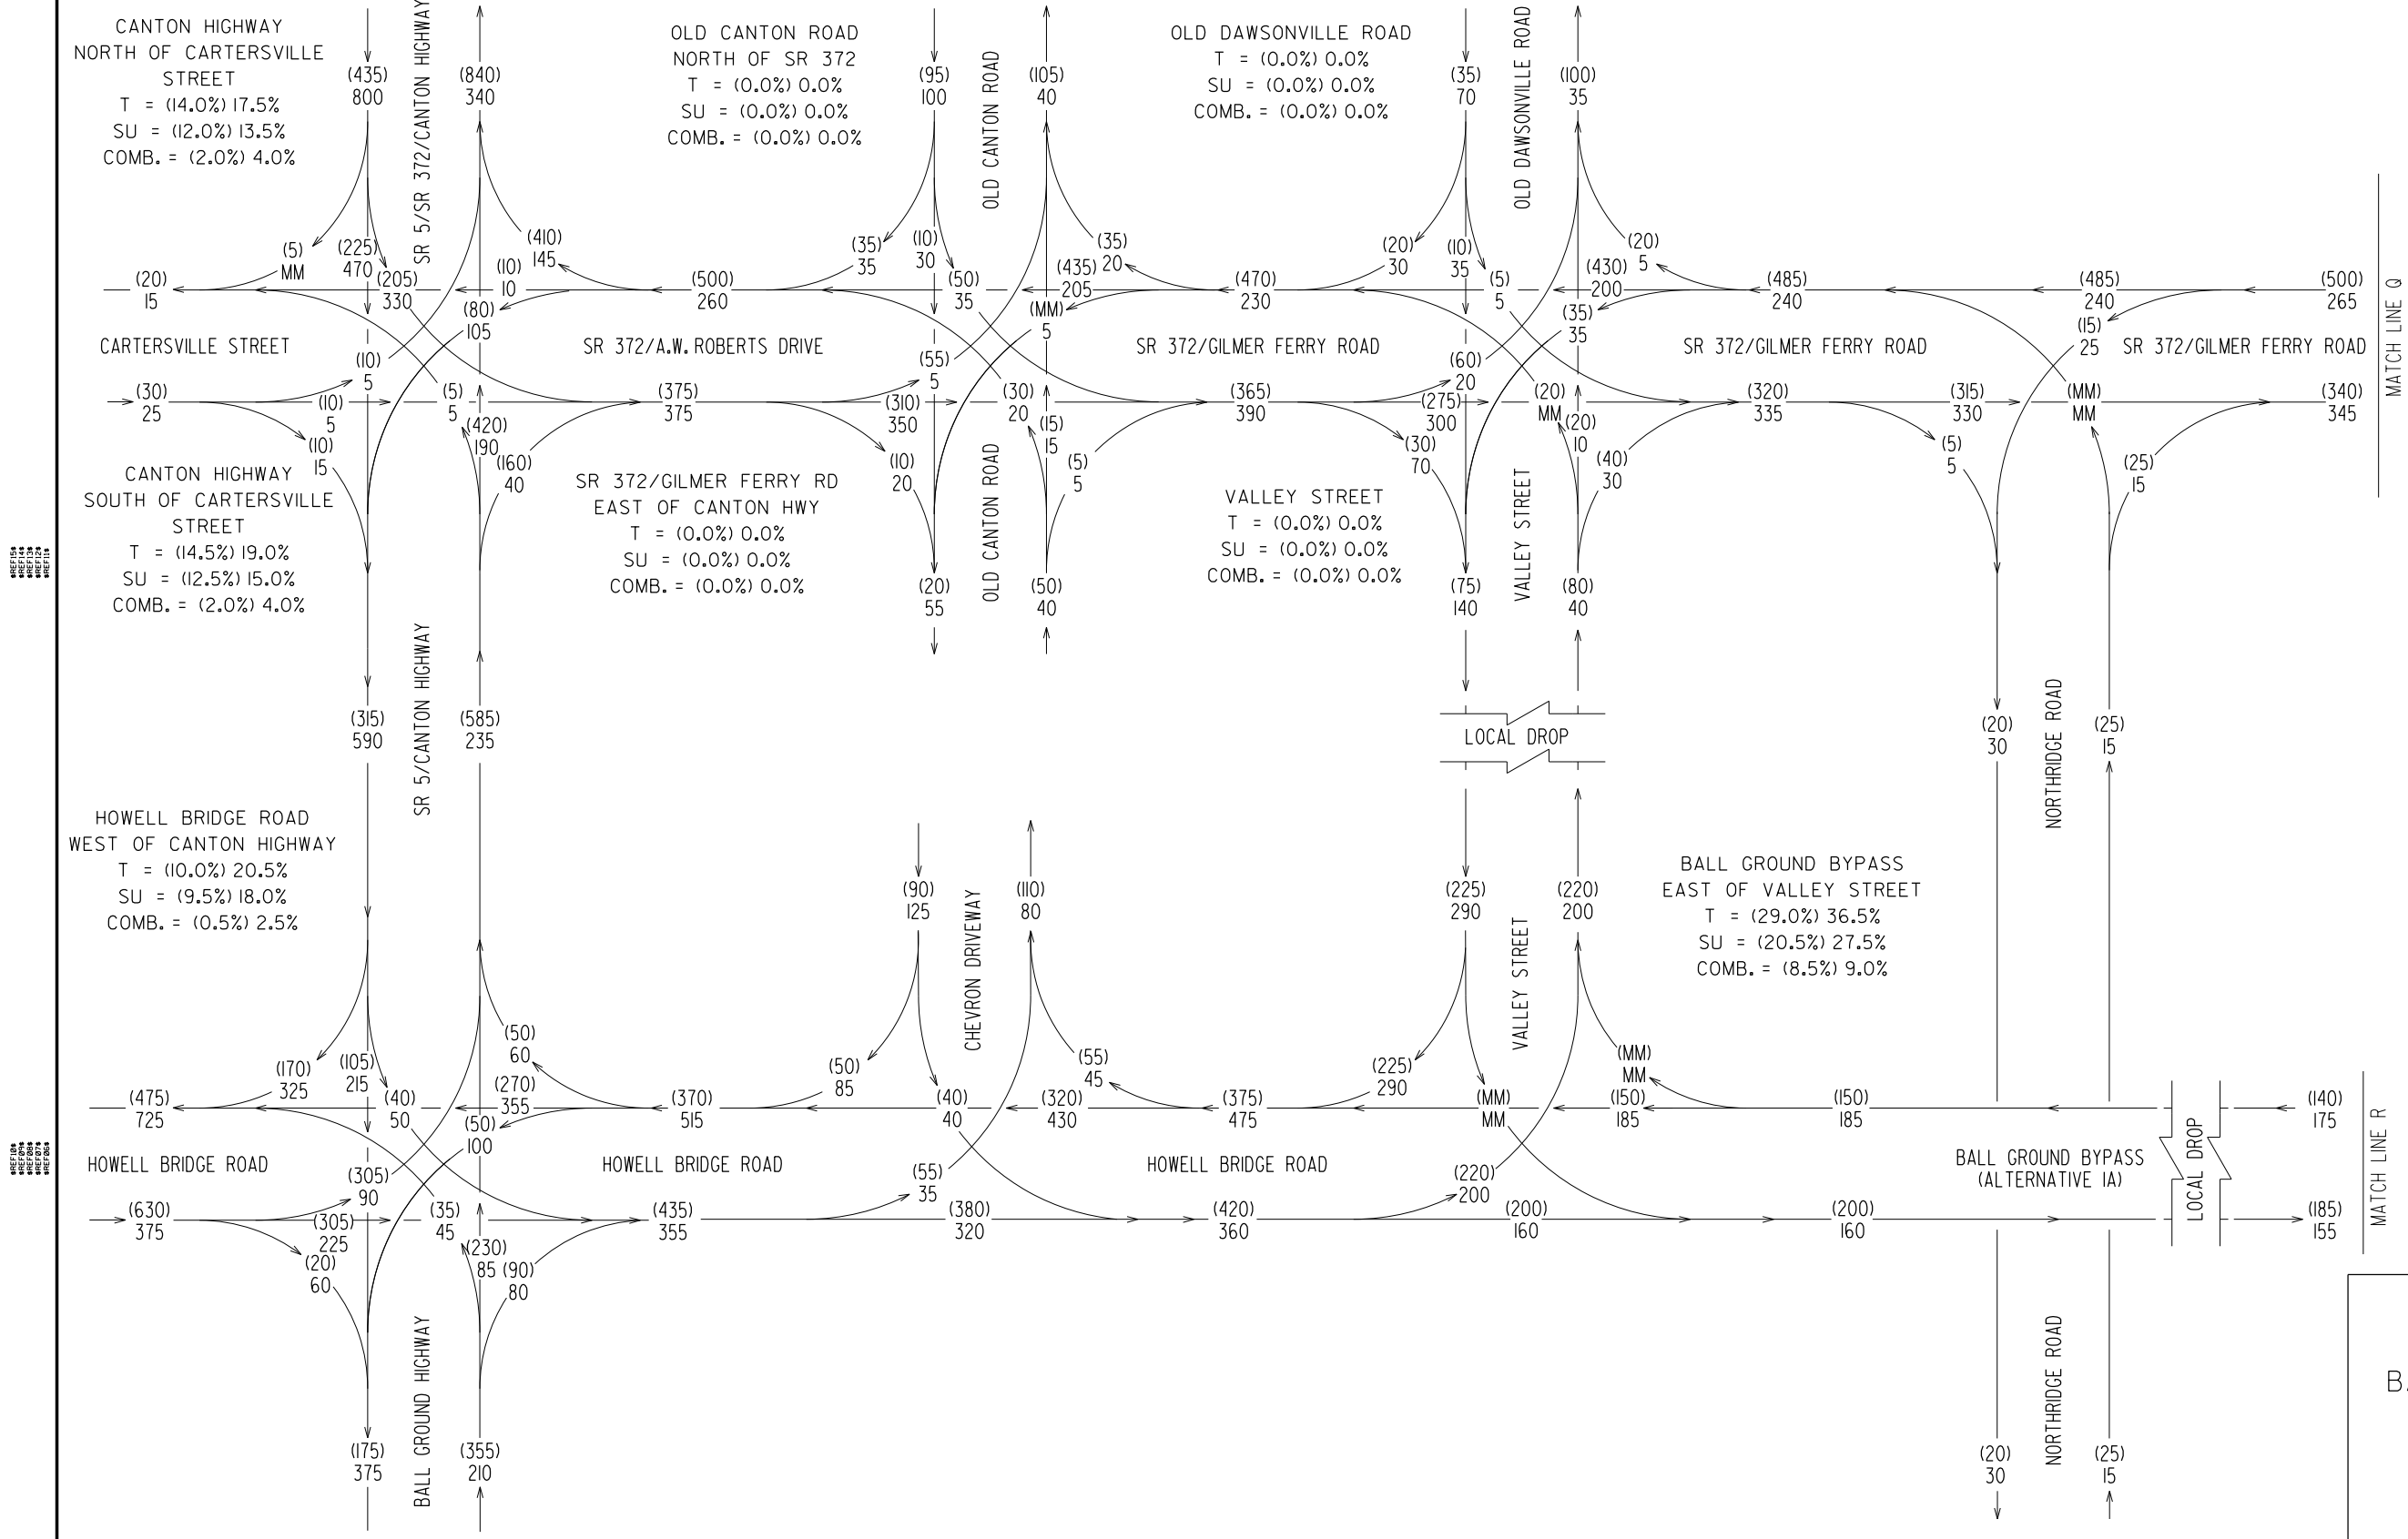 CANTON HIGHWAY
NORTH OF CARTERSVILLE
STREET
T = (14.0%) 17.5%
SU = (12.0%) 13.5%
COMB. = (2.0%) 4.0%
(435)
800
SR 5/SR 372/CANTON HIGHWAY
(840)
340
OLD CANTON ROAD
NORTH OF SR 372
T = (0.0%) 0.0%
SU = (0.0%) 0.0%
COMB. = (0.0%) 0.0%
(95)
100
OLD CANTON ROAD
(105)
40
OLD DAWSONVILLE ROAD
T = (0.0%) 0.0%
SU = (0.0%) 0.0%
COMB. = (0.0%) 0.0%
(35)
70
OLD DAWSONVILLE ROAD
(100)
35
(20)
15
(5)
MM
(225)
470
(205)
330
(10)
10
(410)
145
(80)
105
(500)
260
(35)
35
(10)
30
(50)
35
(435)
205
(35)
20
(MM)
5
(470)
230
(20)
30
(10)
35
(5)
5
(430)
200
(20)
5
(35)
35
(485)
240
(485)
240
(15)
25
(500)
265
MATCH LINE Q
CARTERSVILLE STREET
SR 372/A.W. ROBERTS DRIVE
SR 372/GILMER FERRY ROAD
SR 372/GILMER FERRY ROAD
SR 372/GILMER FERRY ROAD
(30)
25
(10)
5
(10)
5
(10)
15
(5)
5
(420)
190
(160)
40
(375)
375
(55)
5
(310)
350
(10)
20
(30)
20
(15)
15
(5)
5
(365)
390
(60)
20
(275)
300
(30)
70
(20)
MM
(20)
10
(40)
30
(320)
335
(315)
330
(5)
5
(MM)
MM
(25)
15
(340)
345
CANTON HIGHWAY
SOUTH OF CARTERSVILLE
STREET
T = (14.5%) 19.0%
SU = (12.5%) 15.0%
COMB. = (2.0%) 4.0%
SR 372/GILMER FERRY RD
EAST OF CANTON HWY
T = (0.0%) 0.0%
SU = (0.0%) 0.0%
COMB. = (0.0%) 0.0%
(20)
55
OLD CANTON ROAD
(50)
40
VALLEY STREET
T = (0.0%) 0.0%
SU = (0.0%) 0.0%
COMB. = (0.0%) 0.0%
(75)
140
VALLEY STREET
(80)
40
$REF15$
$REF14$
$REF13$
$REF12$
$REF11$
(315)
590
SR 5/CANTON HIGHWAY
(585)
235
LOCAL DROP
(20)
30
NORTHRIDGE ROAD
(25)
15
HOWELL BRIDGE ROAD
WEST OF CANTON HIGHWAY
T = (10.0%) 20.5%
SU = (9.5%) 18.0%
COMB. = (0.5%) 2.5%
(90)
125
CHEVRON DRIVEWAY
(110)
80
(225)
290
VALLEY STREET
(220)
200
BALL GROUND BYPASS
EAST OF VALLEY STREET
T = (29.0%) 36.5%
SU = (20.5%) 27.5%
COMB. = (8.5%) 9.0%
(475)
725
(170)
325
(105)
215
(40)
50
(270)
355
(50)
60
(50)
100
(370)
515
(50)
85
(40)
40
(320)
430
(55)
45
(375)
475
(225)
290
(MM)
MM
(150)
185
(MM)
MM
(150)
185
(140)
175
HOWELL BRIDGE ROAD
HOWELL BRIDGE ROAD
HOWELL BRIDGE ROAD
BALL GROUND BYPASS
(ALTERNATIVE 1A)
LOCAL DROP
MATCH LINE R
$REF10$
$REF09$
$REF08$
$REF07$
$REF06$
(630)
375
(305)
90
(305)
225
(20)
60
(35)
45
(230)
85
(90)
80
(435)
355
(55)
35
(380)
320
(420)
360
(220)
200
(200)
160
(200)
160
(185)
155
(175)
375
BALL GROUND HIGHWAY
(355)
210
(20)
30
NORTHRIDGE ROAD
(25)
15